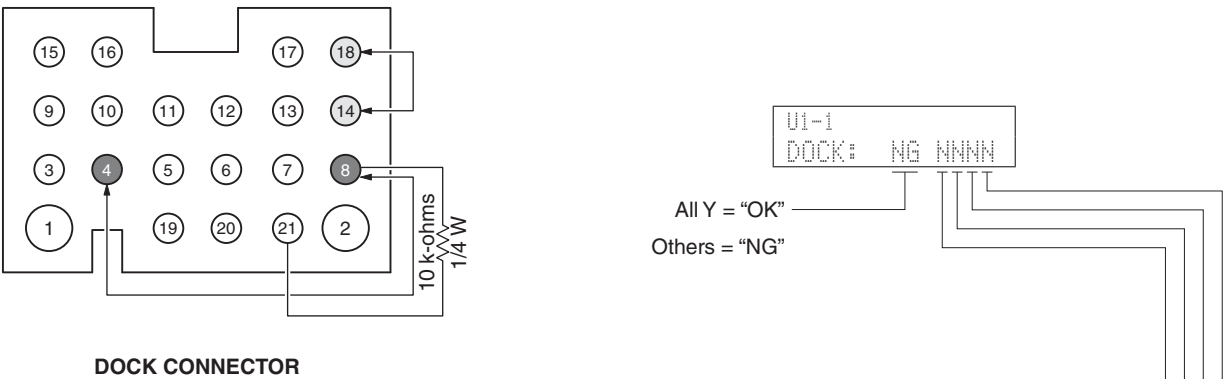 15 16 17 18
9 10 11 12 13 14
3 4 5 6 7 8
1 19 20 21 2
10 k-ohms
1/4 W
DOCK CONNECTOR
U1-1
DOCK: NG NNNN
All Y = “OK”
Others = “NG”